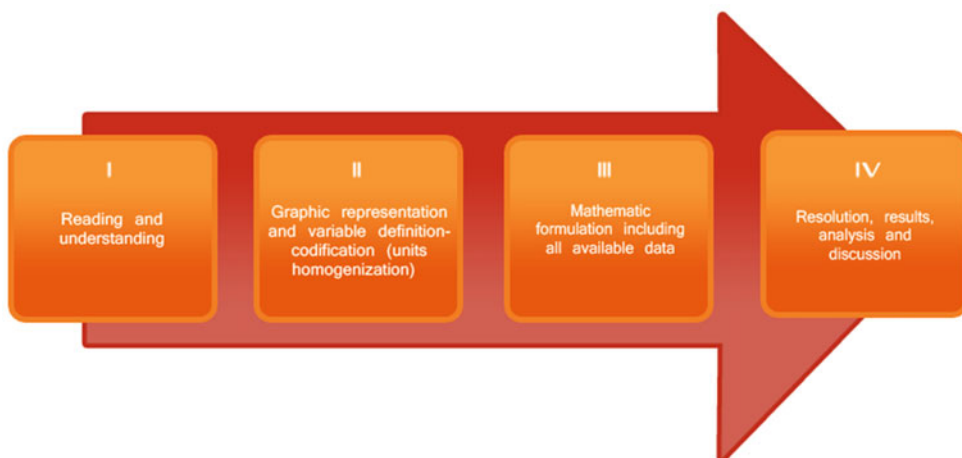 I
Reading and
understanding
II
Graphic representation
and variable definition-
codification (units
homogenization)
III
Mathematic
formulation including
all available data
IV
Resolution, results,
analysis and
discussion